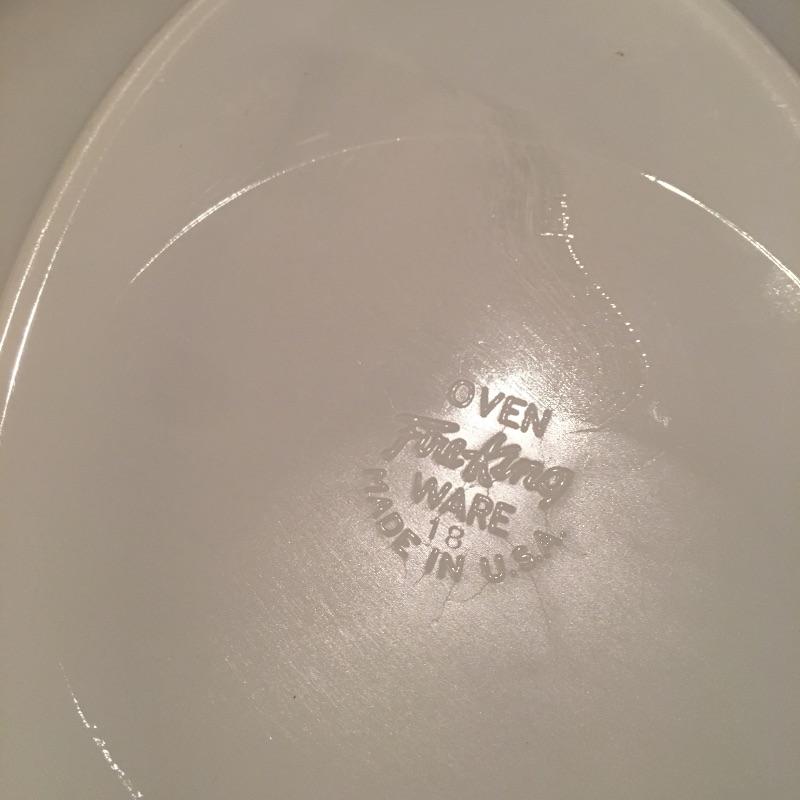 OVEN
Fire-King
WARE
18
MADE IN U.S.A.